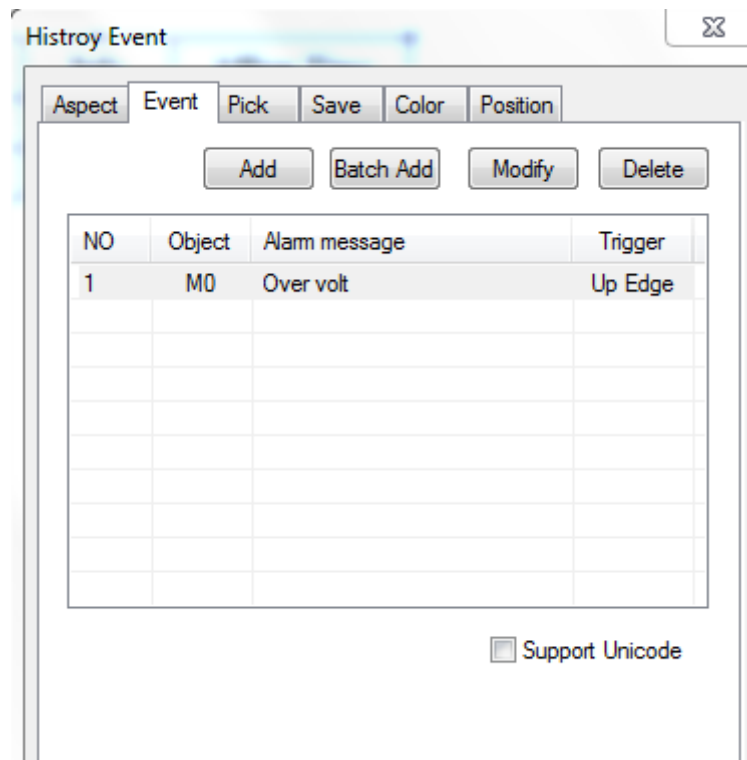 Histroy Event
Aspect Event Pick Save Color Position
Add Batch Add Modify Delete
NO Object Alarm message Trigger
1 M0 Over volt Up Edge
Support Unicode